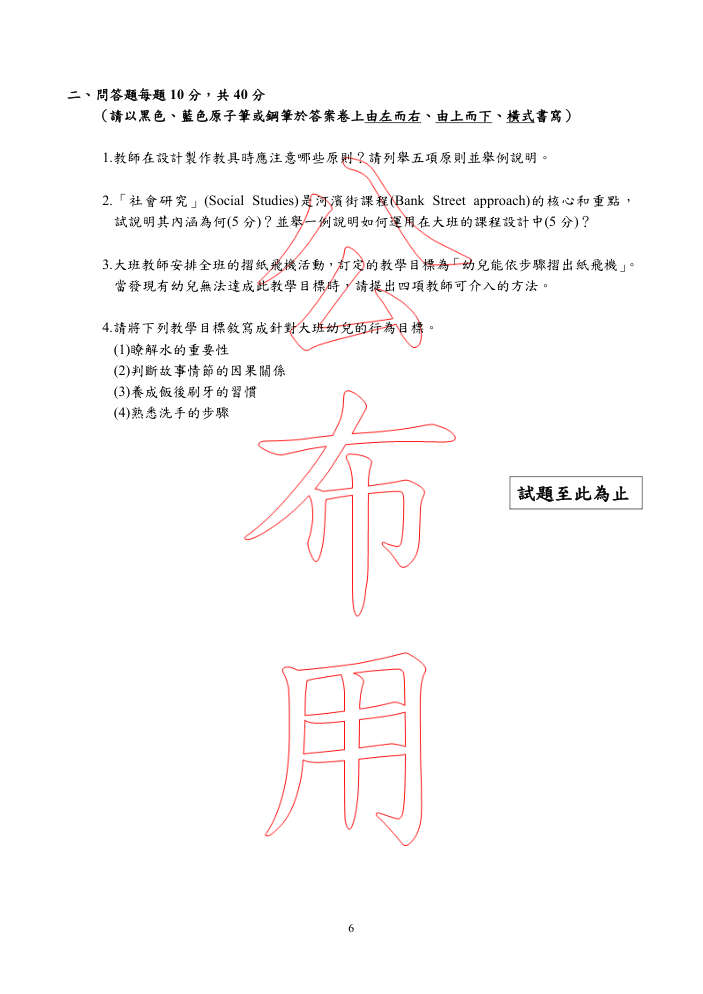 二、問答題每題 10 分，共 40 分
（請以黑色、藍色原子筆或鋼筆於答案卷上由左而右、由上而下、橫式書寫）
1.教師在設計製作教具時應注意哪些原則？請列舉五項原則並舉例說明。
2.「社會研究」(Social Studies)是河濱街課程(Bank Street approach)的核心和重點，
試說明其內涵為何(5 分)？並舉一例說明如何運用在大班的課程設計中(5 分)？
3.大班教師安排全班的摺紙飛機活動，訂定的教學目標為「幼兒能依步驟摺出紙飛機」。
當發現有幼兒無法達成此教學目標時，請提出四項教師可介入的方法。
4.請將下列教學目標敘寫成針對大班幼兒的行為目標。
(1)瞭解水的重要性
(2)判斷故事情節的因果關係
(3)養成飯後刷牙的習慣
(4)熟悉洗手的步驟
試題至此為止
公布用
6